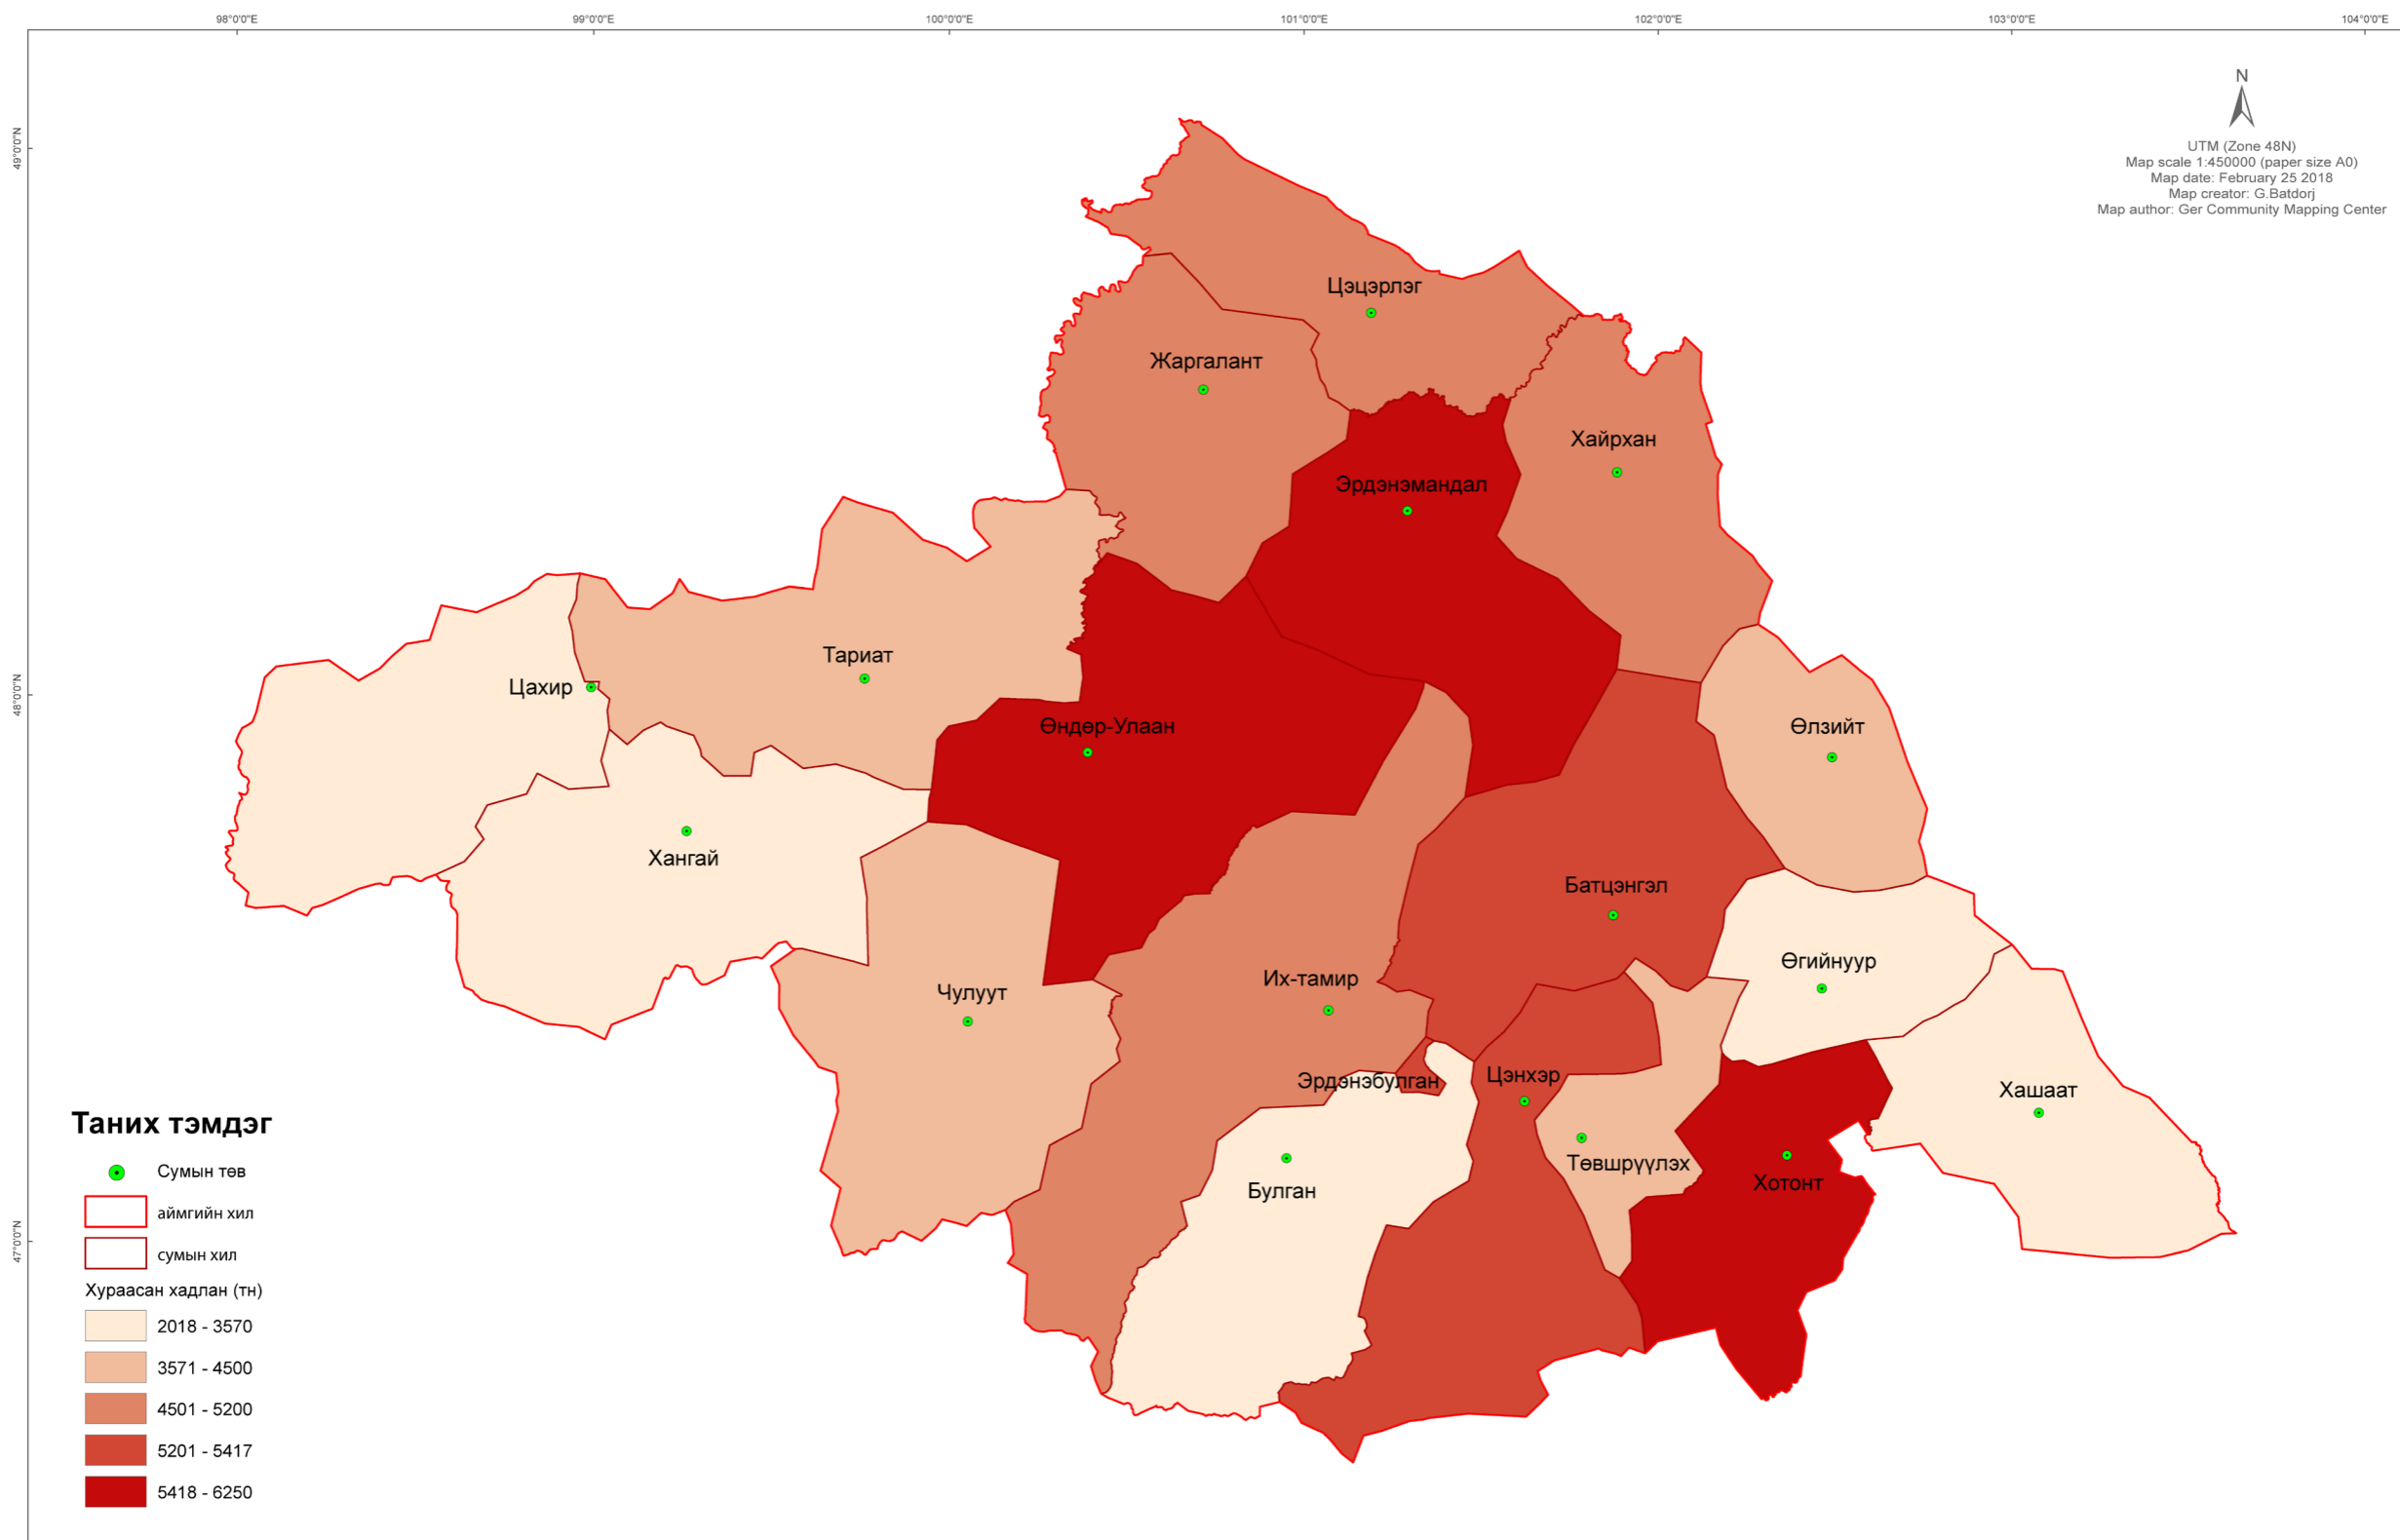 98°0'0"E
99°0'0"E
100°0'0"E
101°0'0"E
102°0'0"E
103°0'0"E
104°0'0"E
N
UTM (Zone 48N)
Map scale 1:450000 (paper size A0)
Map date: February 25 2018
Map creator: G.Batdorj
Map author: Ger Community Mapping Center
49°0'0"N
48°0'0"N
47°0'0"N
Цэцэрлэг
Жаргалант
Хайрхан
Эрдэнэмандал
Тариат
Цахир
Өндөр-Улаан
Өлзийт
Хангай
Батцэнгэл
Өгийнуур
Их-тамир
Чулуут
Эрдэнэбулган
Цэнхэр
Хашаат
Төвшрүүлэх
Хотонт
Булган
Таних тэмдэг
Сумын төв
аймгийн хил
сумын хил
Хураасан хадлан (тн)
2018 - 3570
3571 - 4500
4501 - 5200
5201 - 5417
5418 - 6250